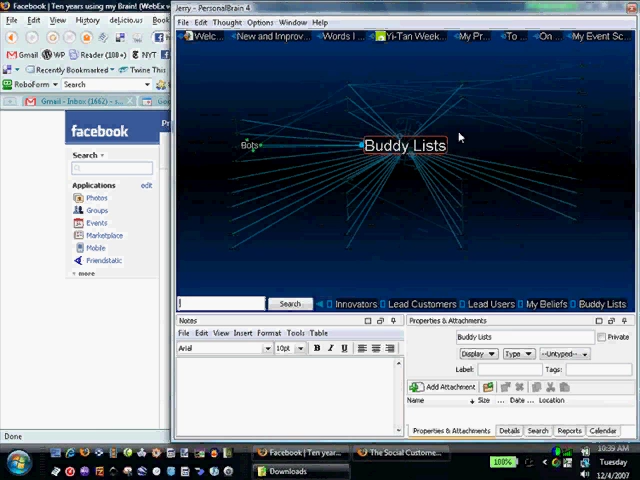 Facebook | Ten years using my Brain! (WebEx w
Jerry - PersonalBrain 4
File Edit Thought Options Window Help
File Edit
de|.icio.us
Gmail WP Reader (100+) NYT
Recently Bookmarked Twine This
RoboForm Search
Gmail - Inbox (1662) - s...
Welc... New and Improv... Words I ... Yi-Tan Week... My Pr... To ... On ... My Event Sc...
facebook
Search
Applications edit
Photos
Groups
Events
Marketplace
Mobile
Friendstatic
more
Bots
Buddy Lists
Search Innovators Lead Customers Lead Users My Beliefs Buddy Lists
Notes
File Edit View Insert Format Tools Table
Arial 10pt B I U
Properties & Attachments
Buddy Lists Private
Display Type --Untyped--
Label: Tags:
Add Attachment
Name Size ... Date ... Location
Properties & Attachments Details Search Reports Calendar
Done
Facebook | Ten year... The Social Custome...
Downloads
100%
10:39 AM
Tuesday
12/4/2007